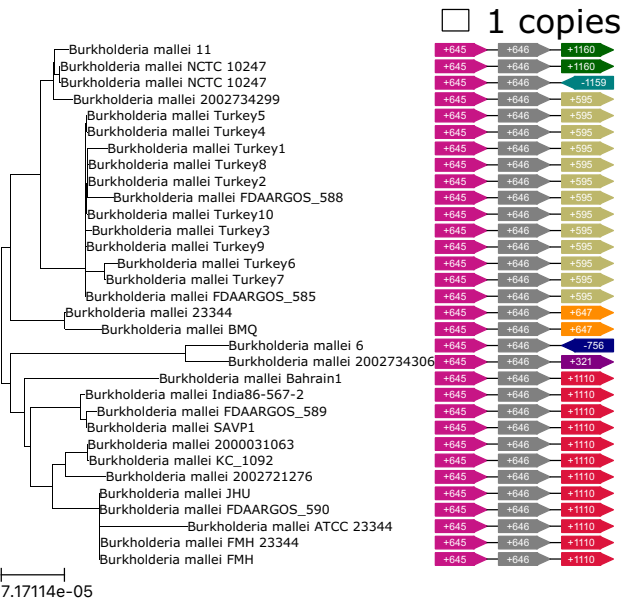 1 copies
Burkholderia mallei 11 +645 +646 +1160
Burkholderia mallei NCTC 10247 +645 +646 +1160
Burkholderia mallei NCTC 10247 +645 +646 -1159
Burkholderia mallei 2002734299 +645 +646 +595
Burkholderia mallei Turkey5 +645 +646 +595
Burkholderia mallei Turkey4 +645 +646 +595
Burkholderia mallei Turkey1 +645 +646 +595
Burkholderia mallei Turkey8 +645 +646 +595
Burkholderia mallei Turkey2 +645 +646 +595
Burkholderia mallei FDAARGOS_588 +645 +646 +595
Burkholderia mallei Turkey10 +645 +646 +595
Burkholderia mallei Turkey3 +645 +646 +595
Burkholderia mallei Turkey9 +645 +646 +595
Burkholderia mallei Turkey6 +645 +646 +595
Burkholderia mallei Turkey7 +645 +646 +595
Burkholderia mallei FDAARGOS_585 +645 +646 +595
Burkholderia mallei 23344 +645 +646 +647
Burkholderia mallei BMQ +645 +646 +647
Burkholderia mallei 6 +645 +646 -756
Burkholderia mallei 2002734306 +645 +646 +321
Burkholderia mallei Bahrain1 +645 +646 +1110
Burkholderia mallei India86-567-2 +645 +646 +1110
Burkholderia mallei FDAARGOS_589 +645 +646 +1110
Burkholderia mallei SAVP1 +645 +646 +1110
Burkholderia mallei 2000031063 +645 +646 +1110
Burkholderia mallei KC_1092 +645 +646 +1110
Burkholderia mallei 2002721276 +645 +646 +1110
Burkholderia mallei JHU +645 +646 +1110
Burkholderia mallei FDAARGOS_590 +645 +646 +1110
Burkholderia mallei ATCC 23344 +645 +646 +1110
Burkholderia mallei FMH 23344 +645 +646 +1110
Burkholderia mallei FMH +645 +646 +1110
7.17114e-05